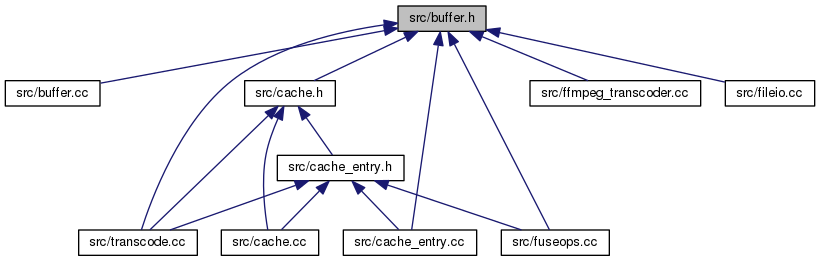 src/buffer.h
src/buffer.cc
src/cache.h
src/ffmpeg_transcoder.cc
src/fileio.cc
src/cache_entry.h
src/transcode.cc
src/cache.cc
src/cache_entry.cc
src/fuseops.cc